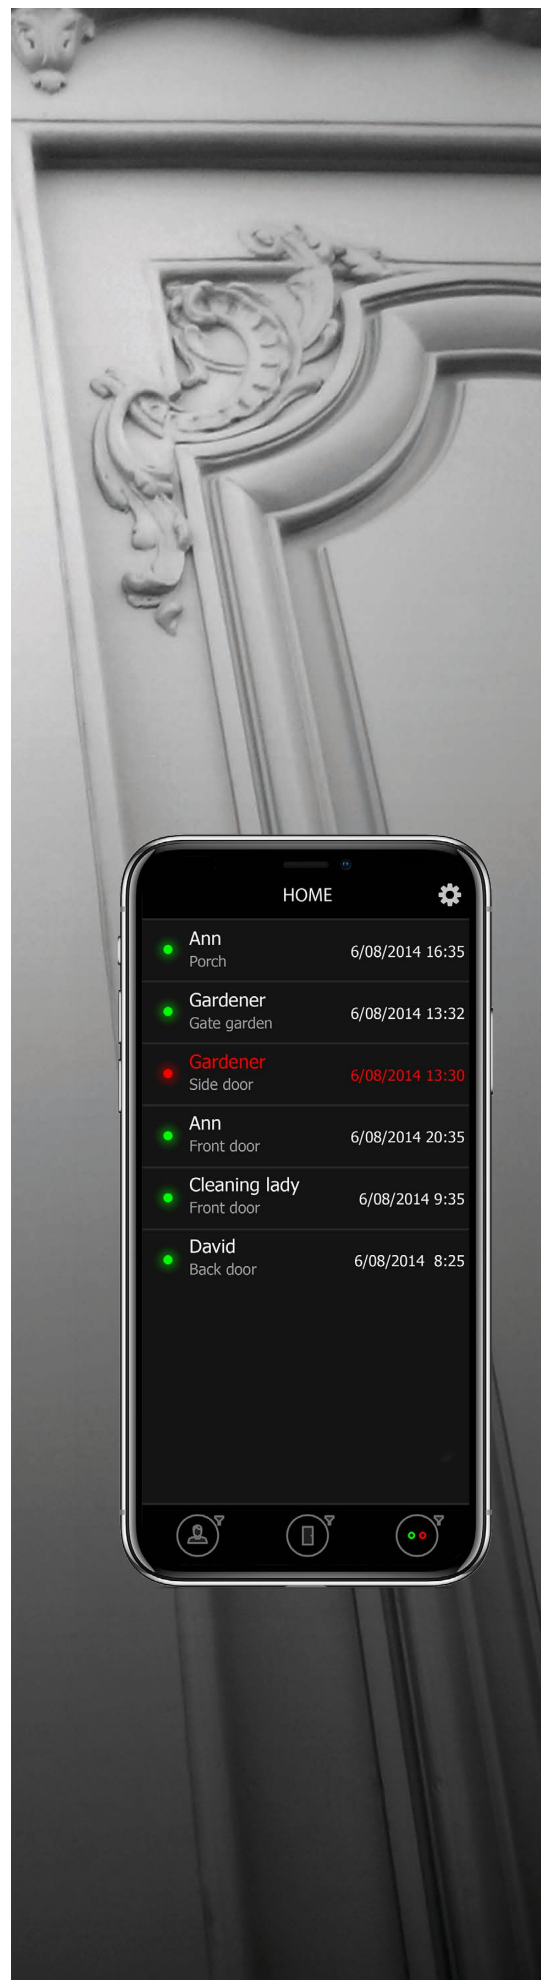 HOME
Ann
Porch
6/08/2014 16:35
Gardener
Gate garden
6/08/2014 13:32
Gardener
Side door
6/08/2014 13:30
Ann
Front door
6/08/2014 20:35
Cleaning lady
Front door
6/08/2014 9:35
David
Back door
6/08/2014  8:25